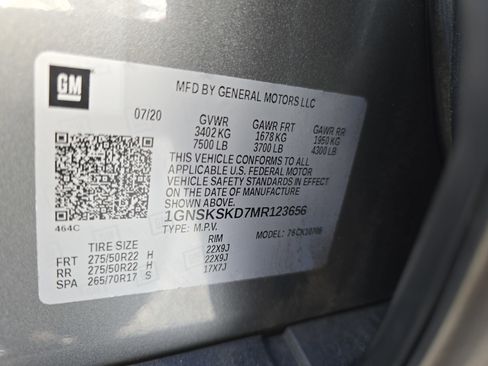 GM
MFD BY GENERAL MOTORS LLC
07/20 GVWR GAWR FRT GAWR RR
3402 KG 1678 KG 1950 KG
7500 LB 3700 LB 4300 LB
THIS VEHICLE CONFORMS TO ALL
APPLICABLE U.S. FEDERAL MOTOR
VEHICLE SAFETY STANDARDS IN EFFECT
ON THE DATE OF MANUFACTURE
SHOWN ABOVE.
1GNSKSKD7MR123656
464C TYPE: M.P.V. MODEL:
TIRE SIZE RIM
FRT 275/50R22 H 22X9J
RR 275/50R22 H 22X9J
SPA 265/70R17 S 17X7J